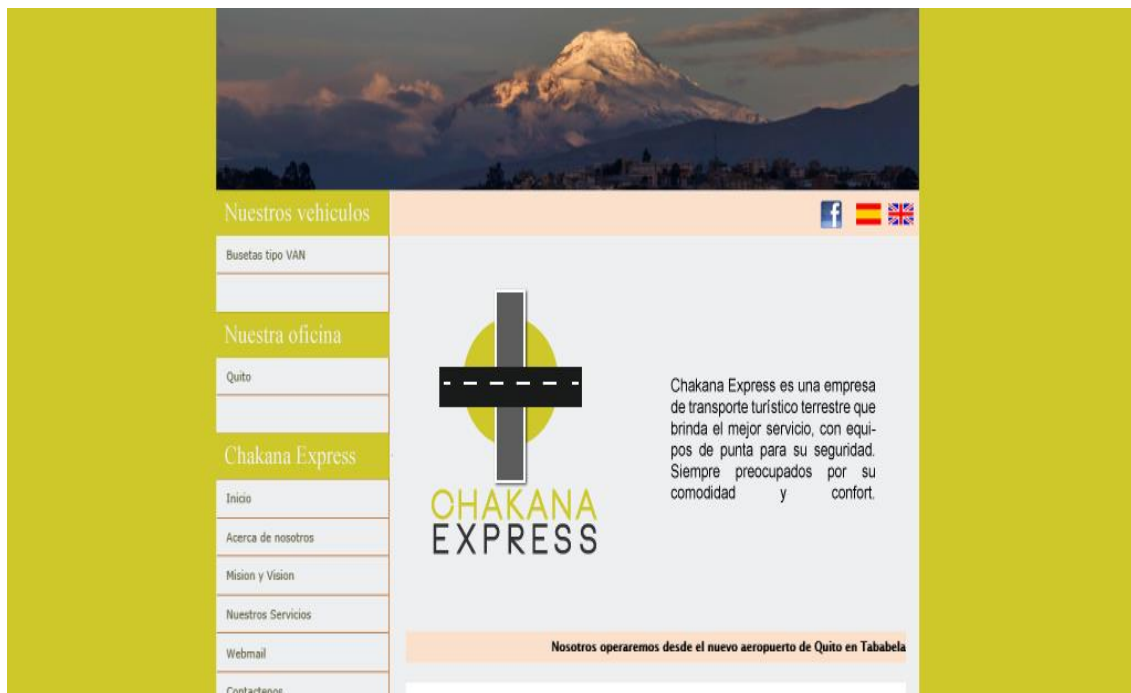 Nuestros vehiculos
Busetas tipo VAN
Nuestra oficina
Quito
Chakana Express
Inicio
Acerca de nosotros
Mision y Vision
Nuestros Servicios
Webmail
Contactenos
f
CHAKANA
EXPRESS
Chakana Express es una empresa
de transporte turístico terrestre que
brinda el mejor servicio, con equi-
pos de punta para su seguridad.
Siempre preocupados por su
comodidad y confort.
Nosotros operaremos desde el nuevo aeropuerto de Quito en Tababela